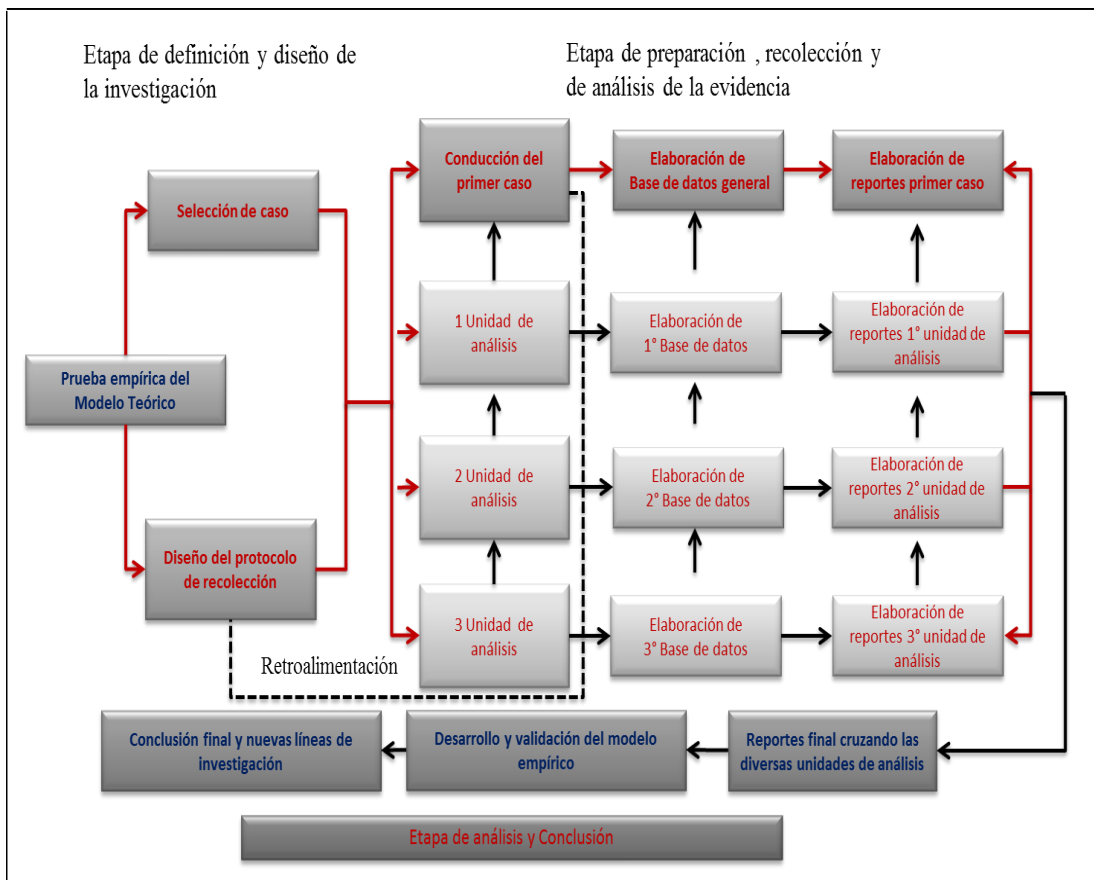 Etapa de definición y diseño de
la investigación
Etapa de preparación , recolección y
de análisis de la evidencia
Prueba empírica del
Modelo Teórico
Selección de caso
Diseño del protocolo
de recolección
Retroalimentación
Conducción del
primer caso
Elaboración de
Base de datos general
Elaboración de
reportes primer caso
1 Unidad de
análisis
Elaboración de
1° Base de datos
Elaboración de
reportes 1° unidad de
análisis
2 Unidad de
análisis
Elaboración de
2° Base de datos
Elaboración de
reportes 2° unidad de
análisis
3 Unidad de
análisis
Elaboración de
3° Base de datos
Elaboración de
reportes 3° unidad de
análisis
Conclusión final y nuevas líneas de
investigación
Desarrollo y validación del modelo
empírico
Reportes final cruzando las
diversas unidades de análisis
Etapa de análisis y Conclusión